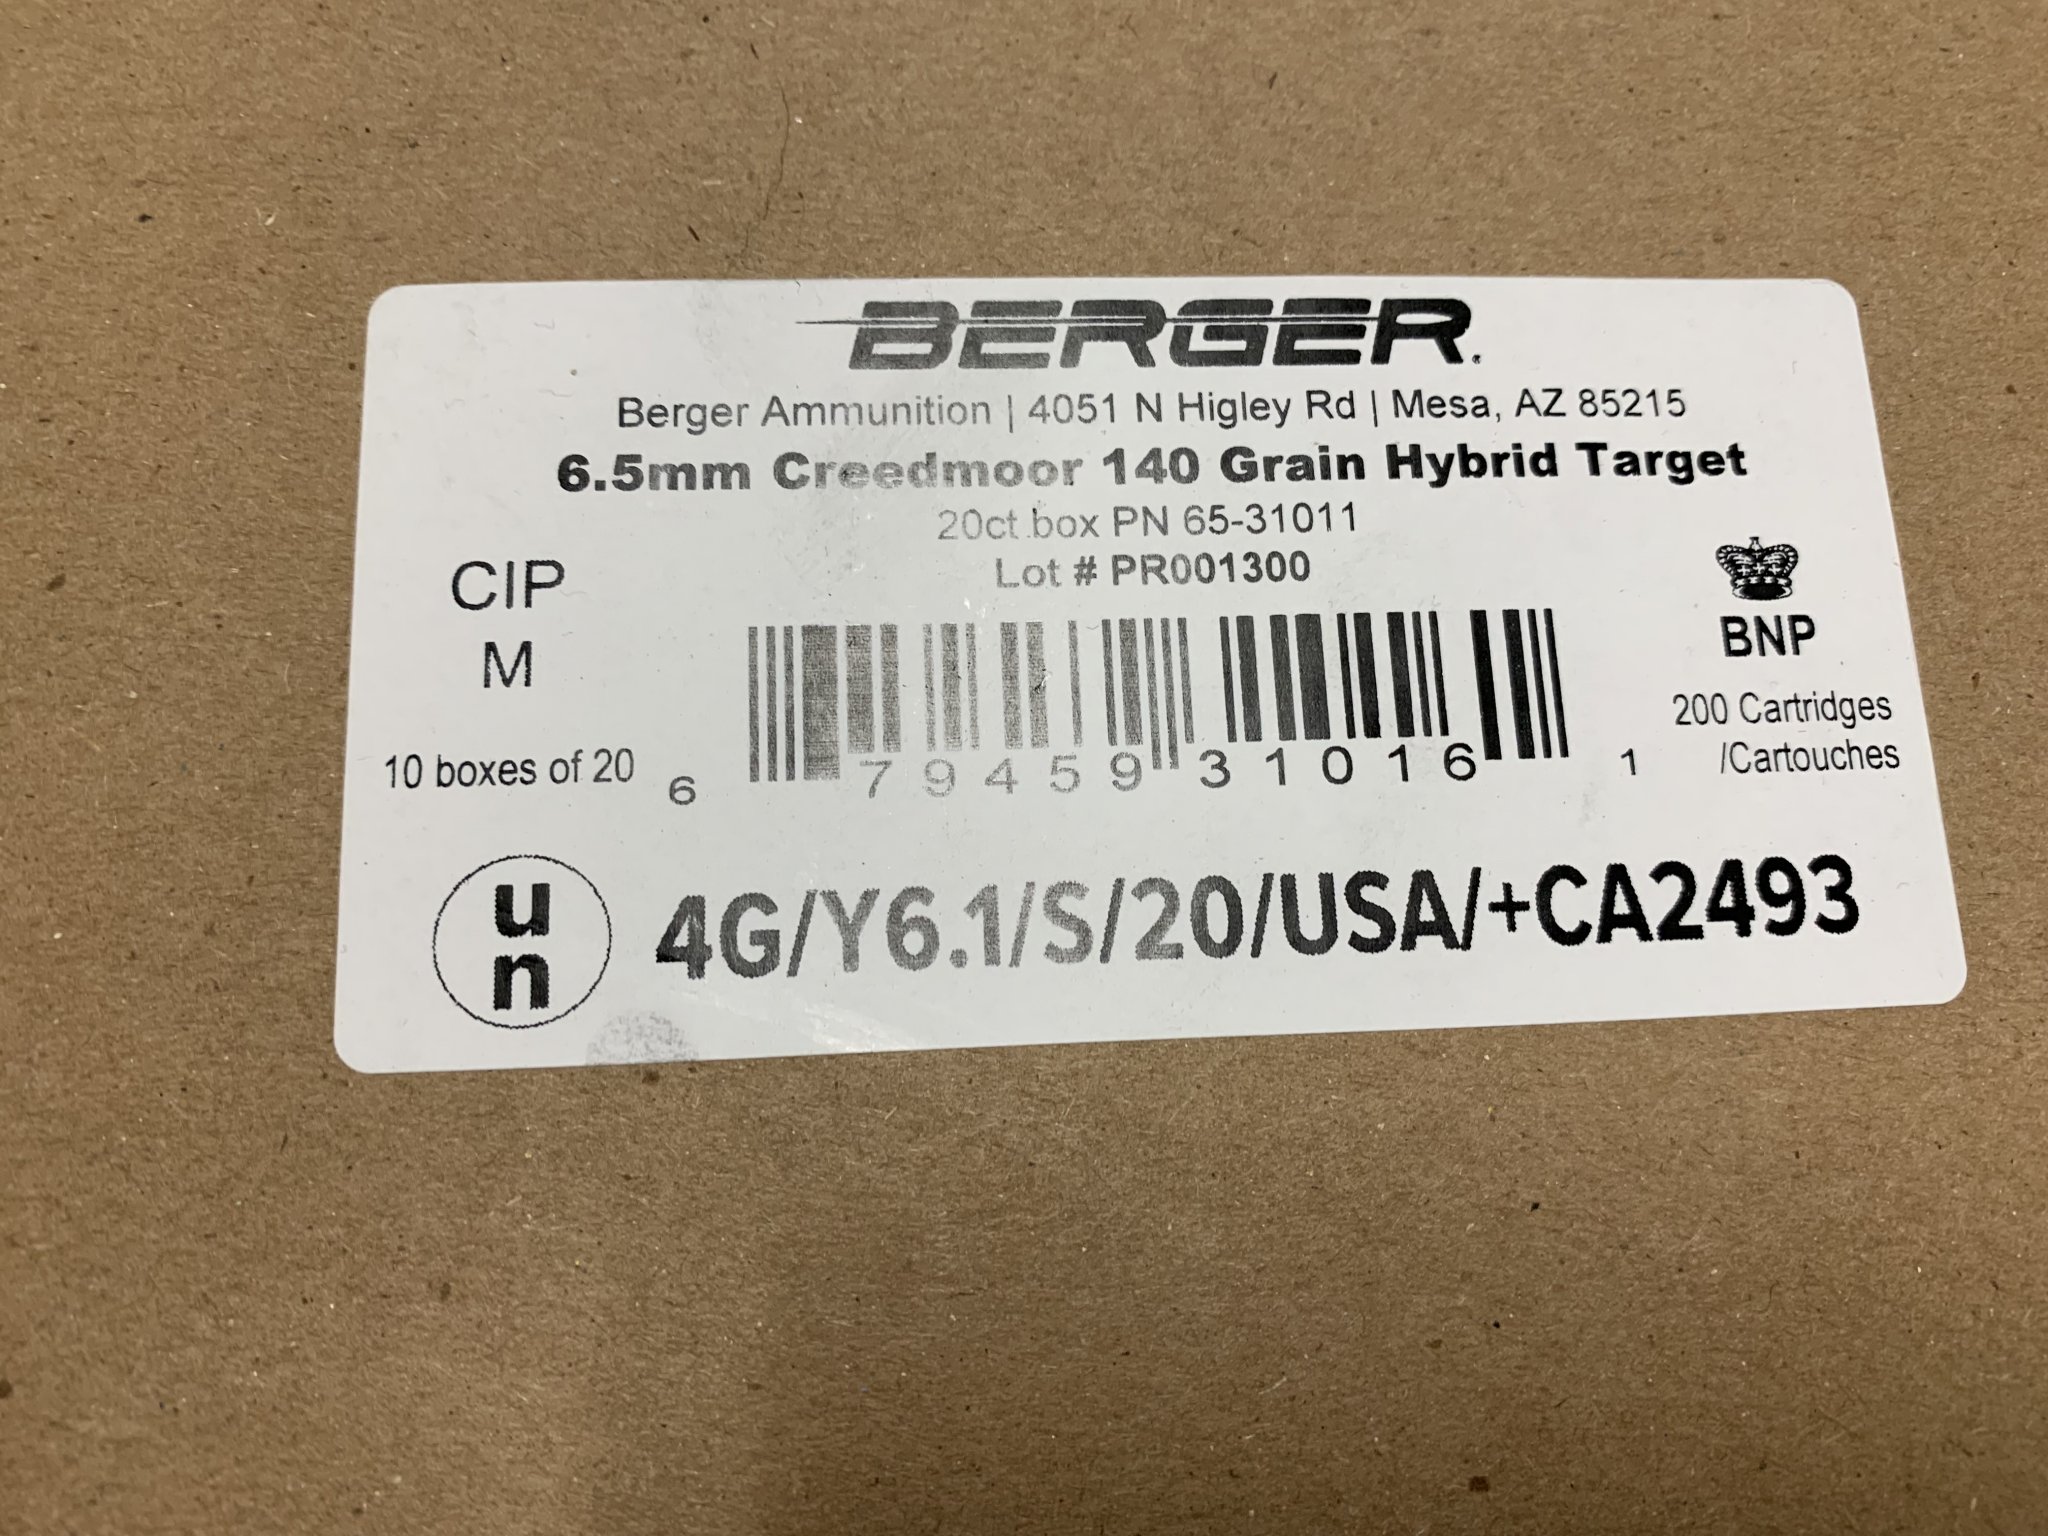 BERGER®
Berger Ammunition | 4051 N Higley Rd | Mesa, AZ 85215
6.5mm Creedmoor 140 Grain Hybrid Target
20ct box PN 65-31011
Lot # PR001300
CIP
M
10 boxes of 20
6 79459 31016 1
BNP
200 Cartridges
/Cartouches
un
4G/Y6.1/S/20/USA/+CA2493